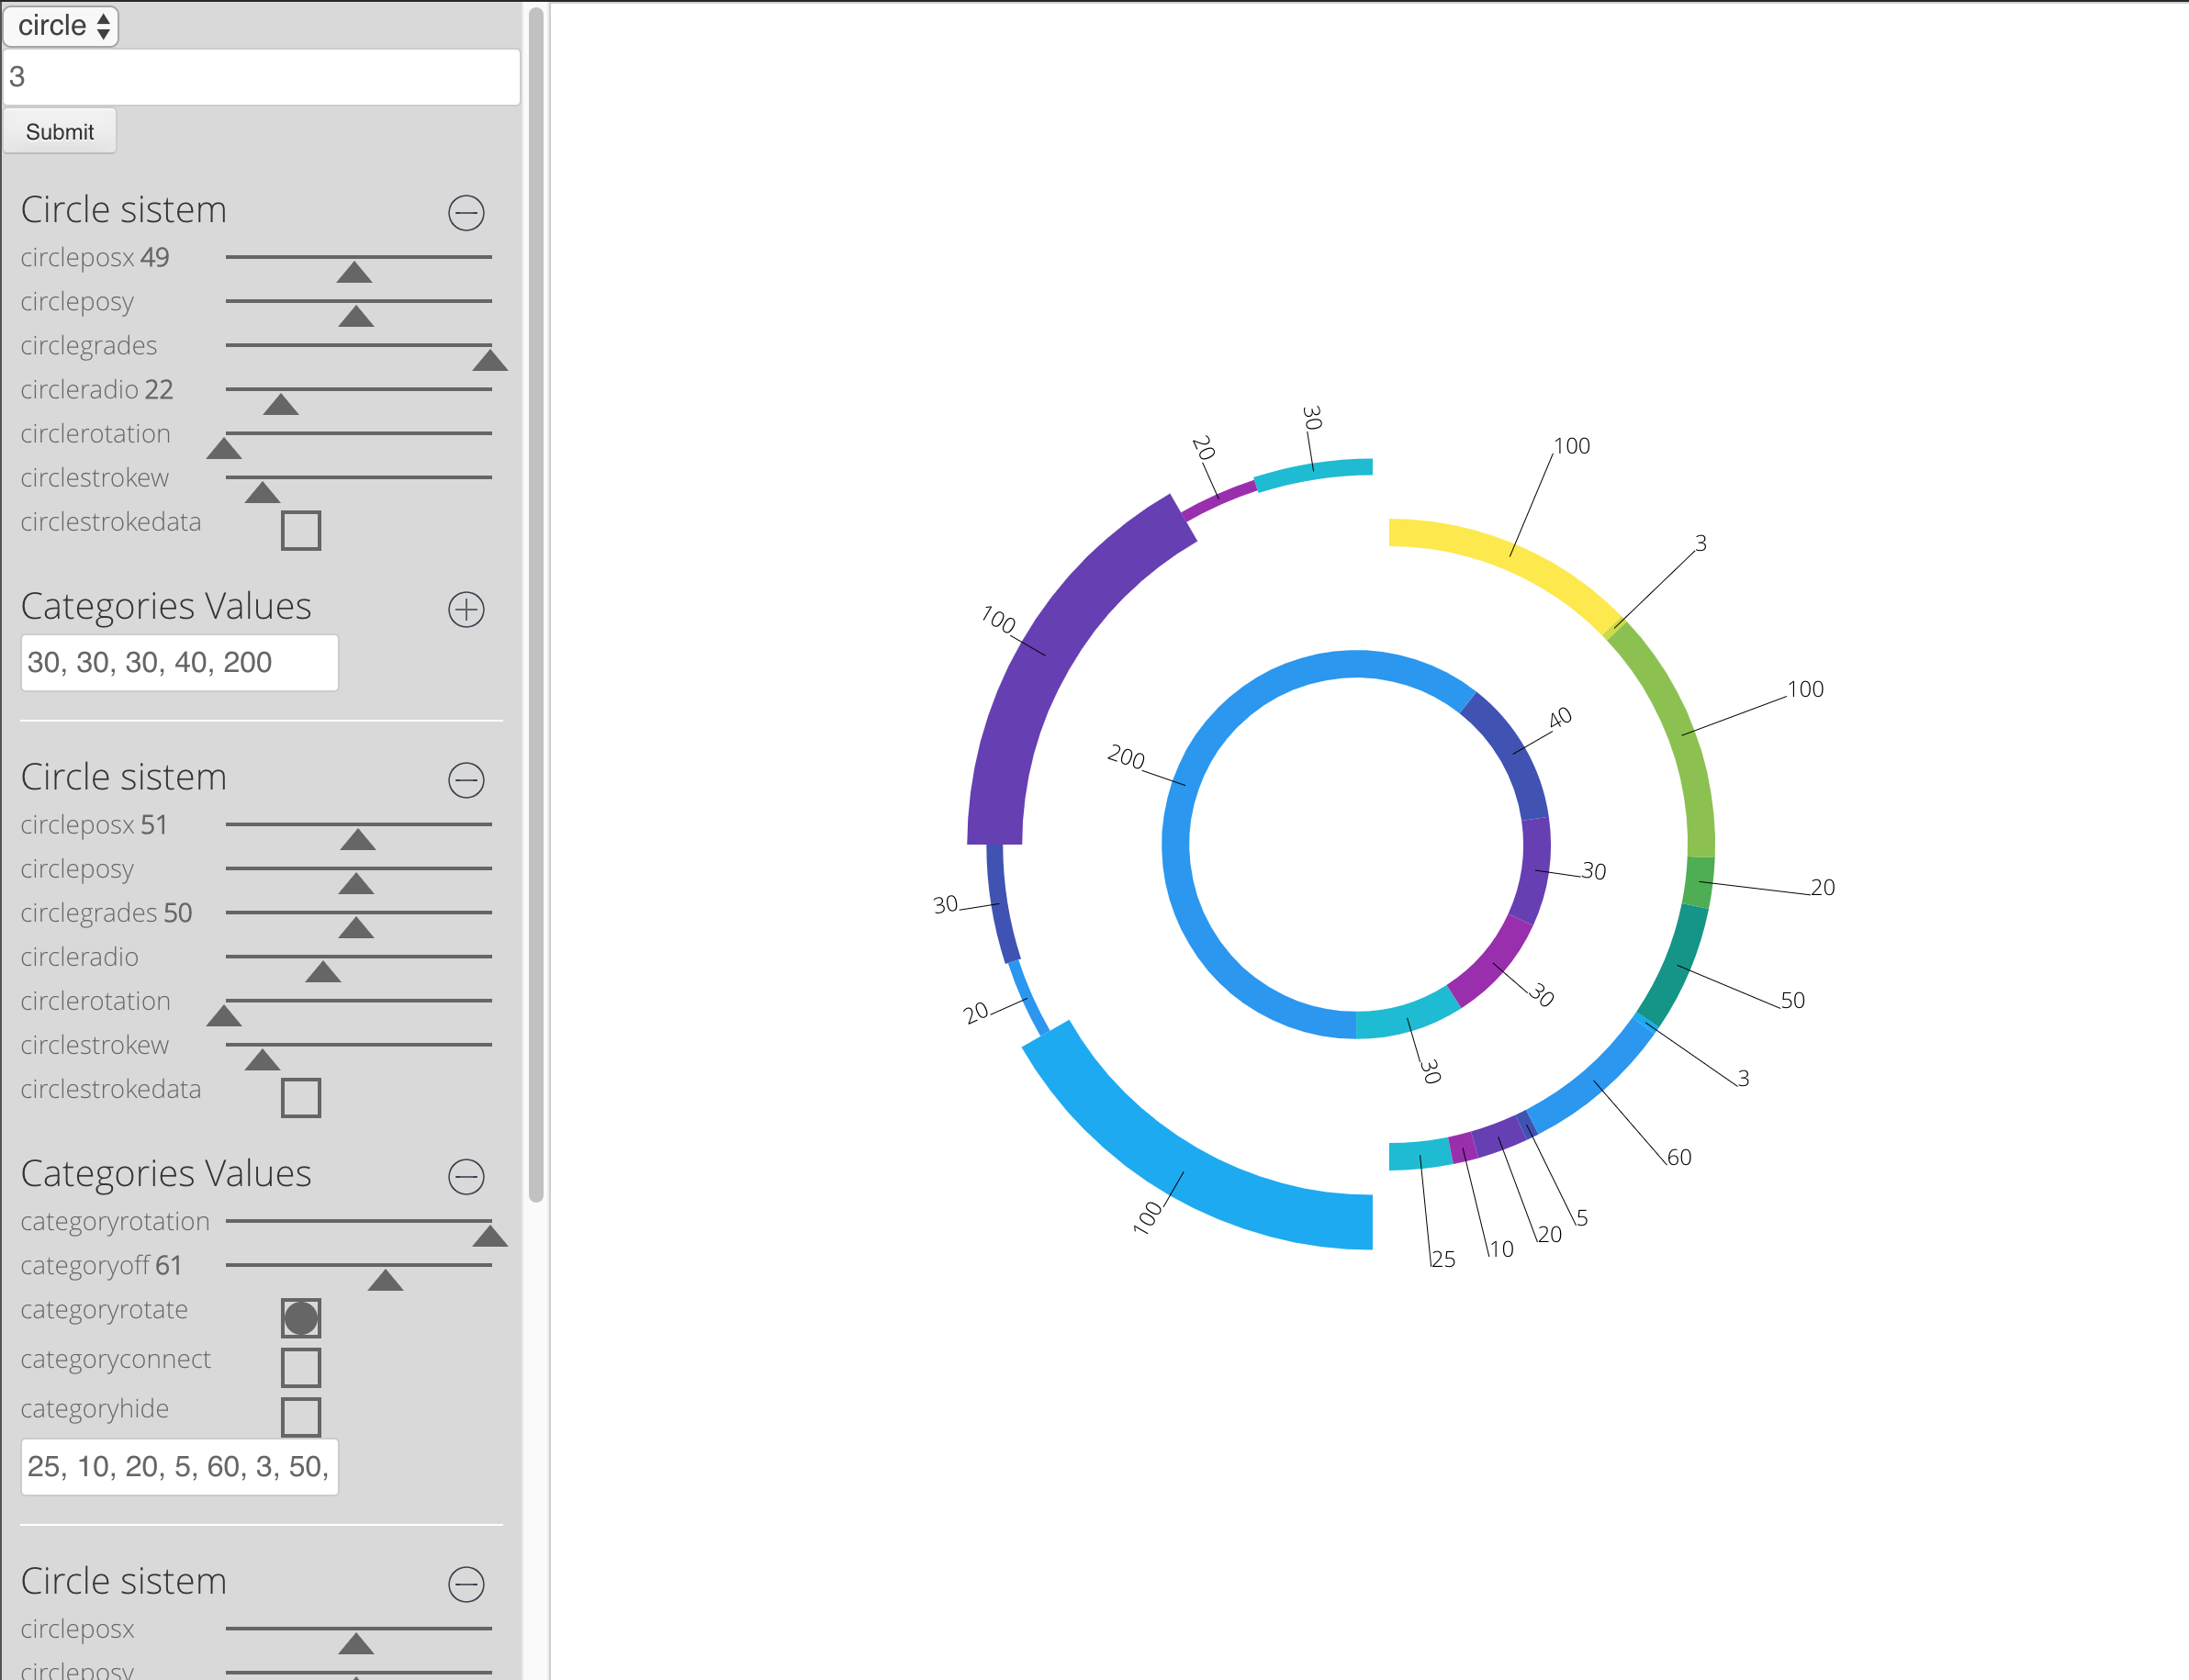 circle
3
Submit
Circle sistem
circleposx 49
circleposy
circlegrades
circleradio 22
circlerotation
circlestrokew
circlestrokedata
Categories Values
30, 30, 30, 40, 200
Circle sistem
circleposx 51
circleposy
circlegrades 50
circleradio
circlerotation
circlestrokew
circlestrokedata
Categories Values
categoryrotation
categoryoff 61
categoryrotate
categoryconnect
categoryhide
25, 10, 20, 5, 60, 3, 50,
Circle sistem
circleposx
circleposy
30
20
100
30
20
100
200
40
30
30
30
100
3
100
20
50
3
60
5
20
10
25